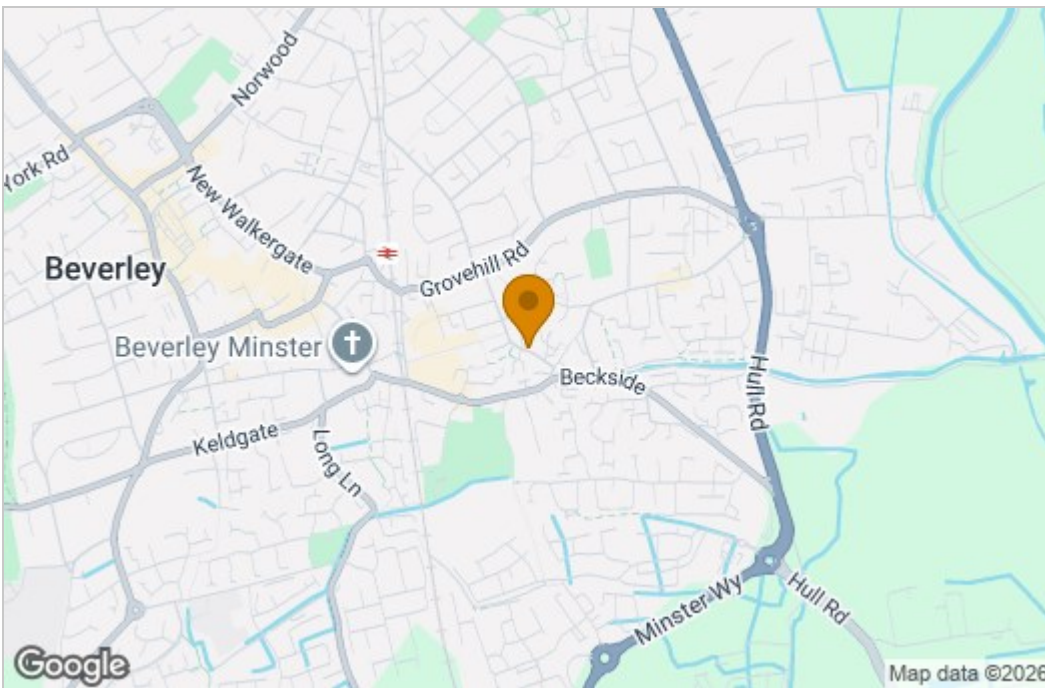 Norwood
York Rd
New Walkergate
Beverley
Grovehill Rd
Beverley Minster
Beckside
Hull Rd
Keldgate
Long Ln
Minster Wy
Hull Rd
Google
Map data ©2026